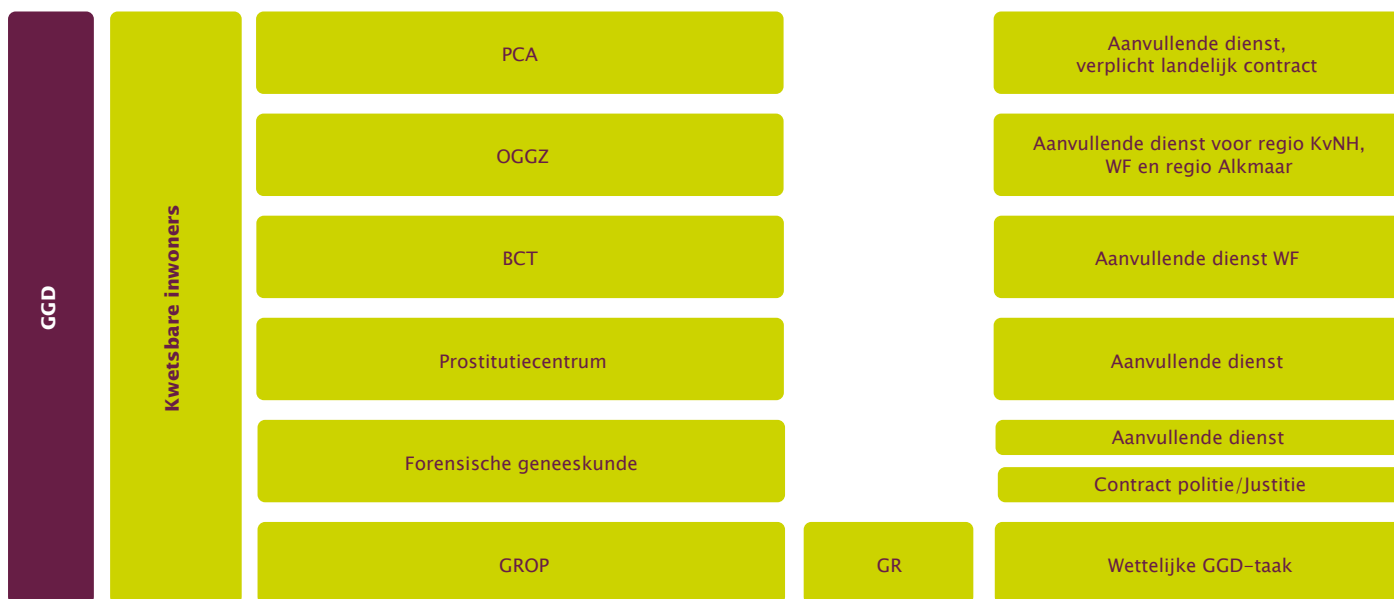 GGD
Kwetsbare inwoners
PCA
Aanvullende dienst,
verplicht landelijk contract
OGGZ
Aanvullende dienst voor regio KvNH,
WF en regio Alkmaar
BCT
Aanvullende dienst WF
Prostitutiecentrum
Aanvullende dienst
Forensische geneeskunde
Aanvullende dienst
Contract politie/Justitie
GROP
GR
Wettelijke GGD-taak